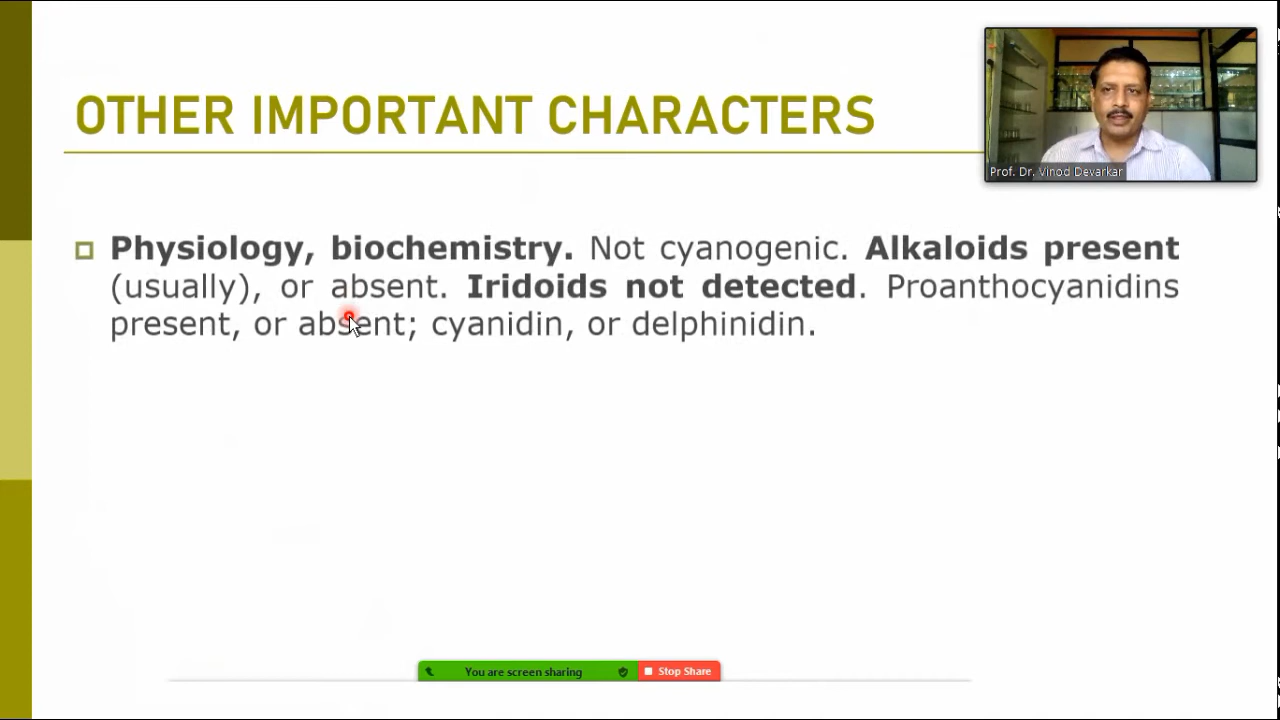 OTHER IMPORTANT CHARACTERS
Prof. Dr. Vinod Devarkar
Physiology, biochemistry. Not cyanogenic. Alkaloids present
(usually), or absent. Iridoids not detected. Proanthocyanidins
present, or absent; cyanidin, or delphinidin.
You are screen sharing
Stop Share